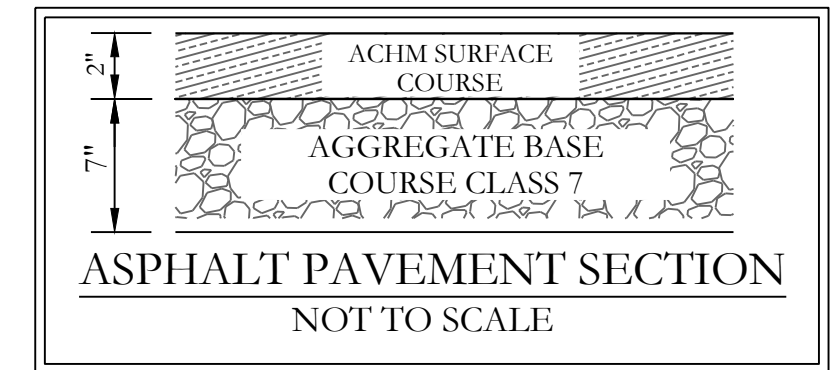 2"
ACHM SURFACE
COURSE
7"
AGGREGATE BASE
COURSE CLASS 7
ASPHALT PAVEMENT SECTION
NOT TO SCALE